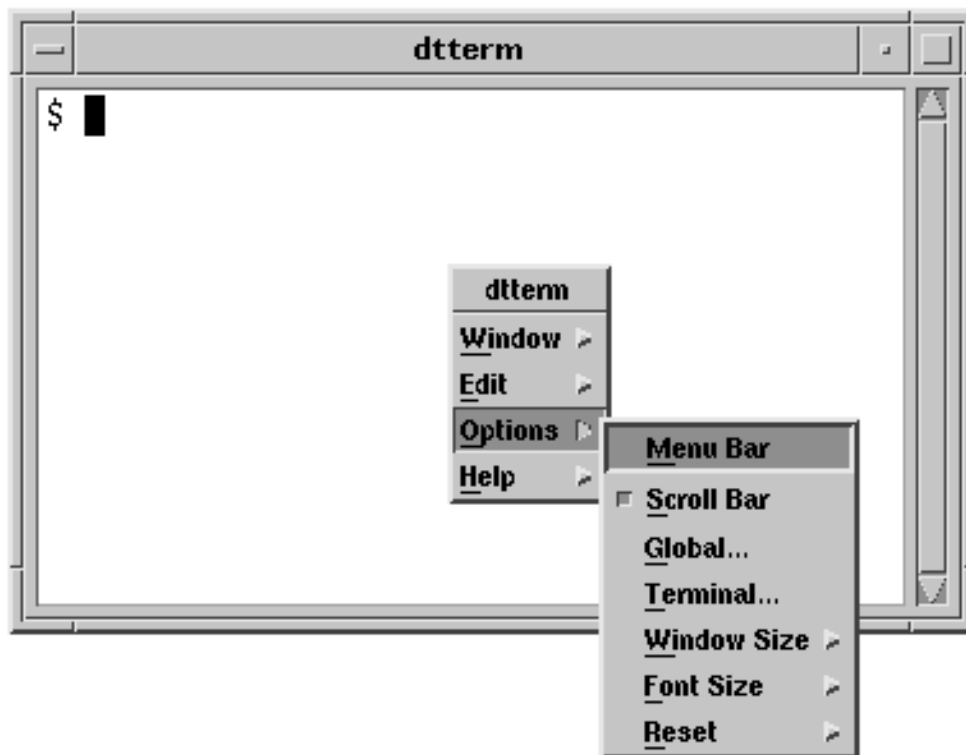 dtterm
$
dtterm
Window
Edit
Options
Help
Menu Bar
Scroll Bar
Global...
Terminal...
Window Size
Font Size
Reset